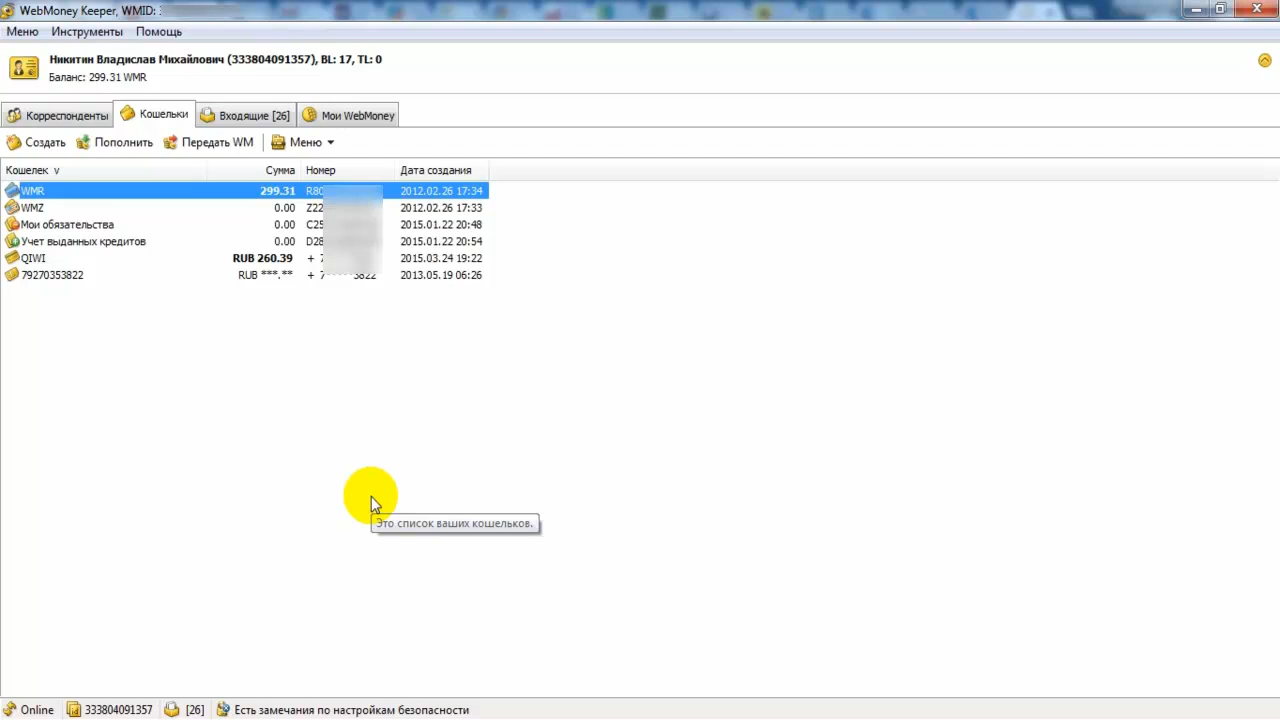 WebMoney Keeper, WMID: 3
Меню Инструменты Помощь
Никитин Владислав Михайлович (333804091357), BL: 17, TL: 0
Баланс: 299.31 WMR
Корреспонденты Кошельки Входящие [26] Мои WebMoney
Создать Пополнить Передать WM Меню
Кошелек Сумма Номер Дата создания
WMR 299.31 R80 2012.02.26 17:34
WMZ 0.00 Z22 2012.02.26 17:33
Мои обязательства 0.00 C25 2015.01.22 20:48
Учет выданных кредитов 0.00 D28 2015.01.22 20:54
QIWI RUB 260.39 + 7 2015.03.24 19:22
79270353822 RUB ***.** + 7 3822 2013.05.19 06:26
Это список ваших кошельков.
Online 333804091357 [26] Есть замечания по настройкам безопасности